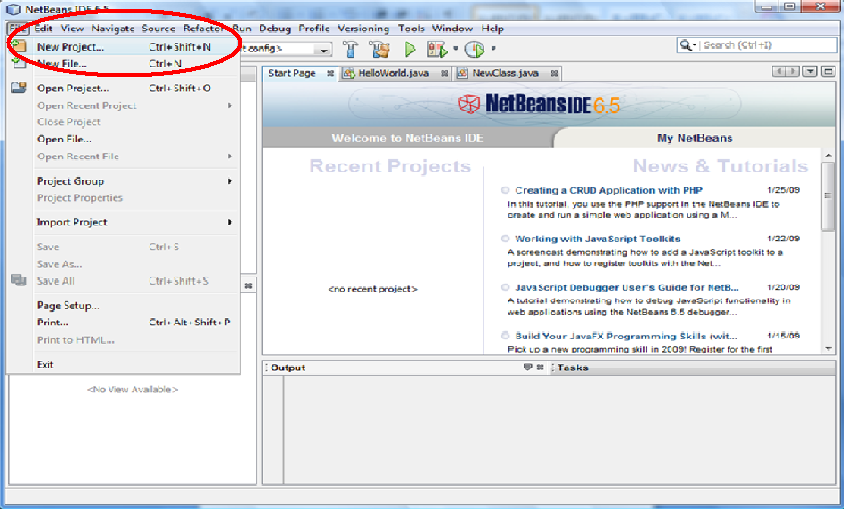 NetBeans IDE 6.5
File Edit View Navigate Source Refactor Run Debug Profile Versioning Tools Window Help
New Project... Ctrl+Shift+N
New File... Ctrl+N
Open Project... Ctrl+Shift+O
Open Recent Project
Close Project
Open File...
Open Recent File
Project Group
Project Properties
Import Project
Save Ctrl+S
Save As...
Save All Ctrl+Shift+S
Page Setup...
Print... Ctrl+Alt+Shift+P
Print to HTML...
Exit
<No View Available>
config>
Search (Ctrl+I)
Start Page HelloWorld.java NewClass.java
NetBeans IDE 6.5
Welcome to NetBeans IDE My NetBeans
Recent Projects
<no recent project>
News & Tutorials
Creating a CRUD Application with PHP 1/25/09
In this tutorial, you use the PHP support in the NetBeans IDE to
create and run a simple web application using a M...
Working with JavaScript Toolkits 1/22/09
A screencast demonstrating how to add a JavaScript toolkit to a
project, and how to register toolkits with the Net...
JavaScript Debugger User's Guide for NetB... 1/20/09
A tutorial demonstrating how to debug JavaScript functionality in
web applications using the NetBeans 6.5 debugger...
Build Your JavaFX Programming Skills (wit... 1/15/09
Pick up a new programming skill in 2009! Register for the first
Output Tasks